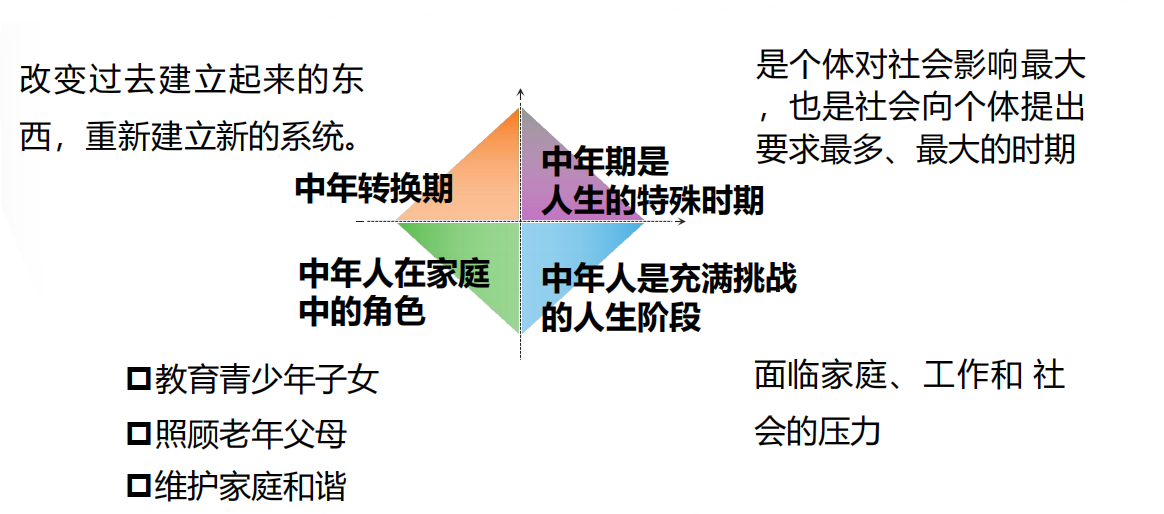 改变过去建立起来的东
西，重新建立新的系统。
是个体对社会影响最大
，也是社会向个体提出
要求最多、最大的时期
中年转换期
中年期是
人生的特殊时期
中年人在家庭
中的角色
中年人是充满挑战
的人生阶段
教育青少年子女
照顾老年父母
维护家庭和谐
面临家庭、工作和 社
会的压力